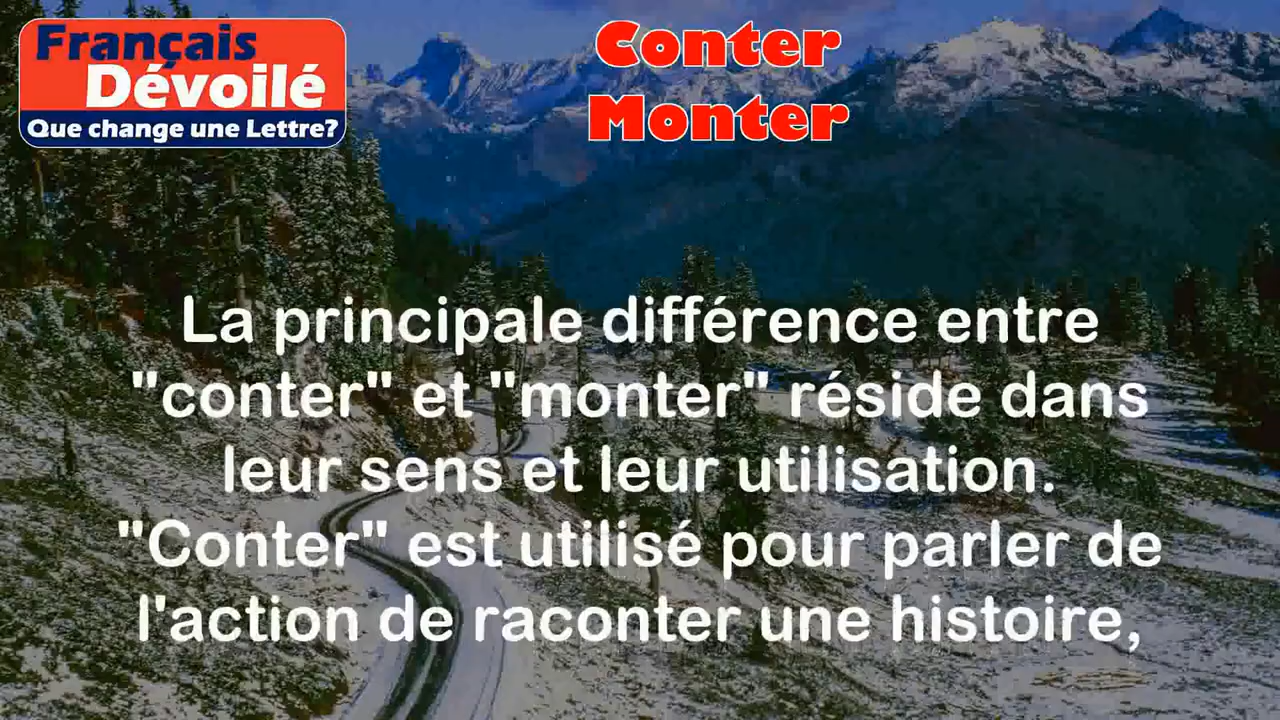 Français
Dévoilé
Que change une Lettre?
Conter
Monter
La principale différence entre
"conter" et "monter" réside dans
leur sens et leur utilisation.
"Conter" est utilisé pour parler de
l'action de raconter une histoire,